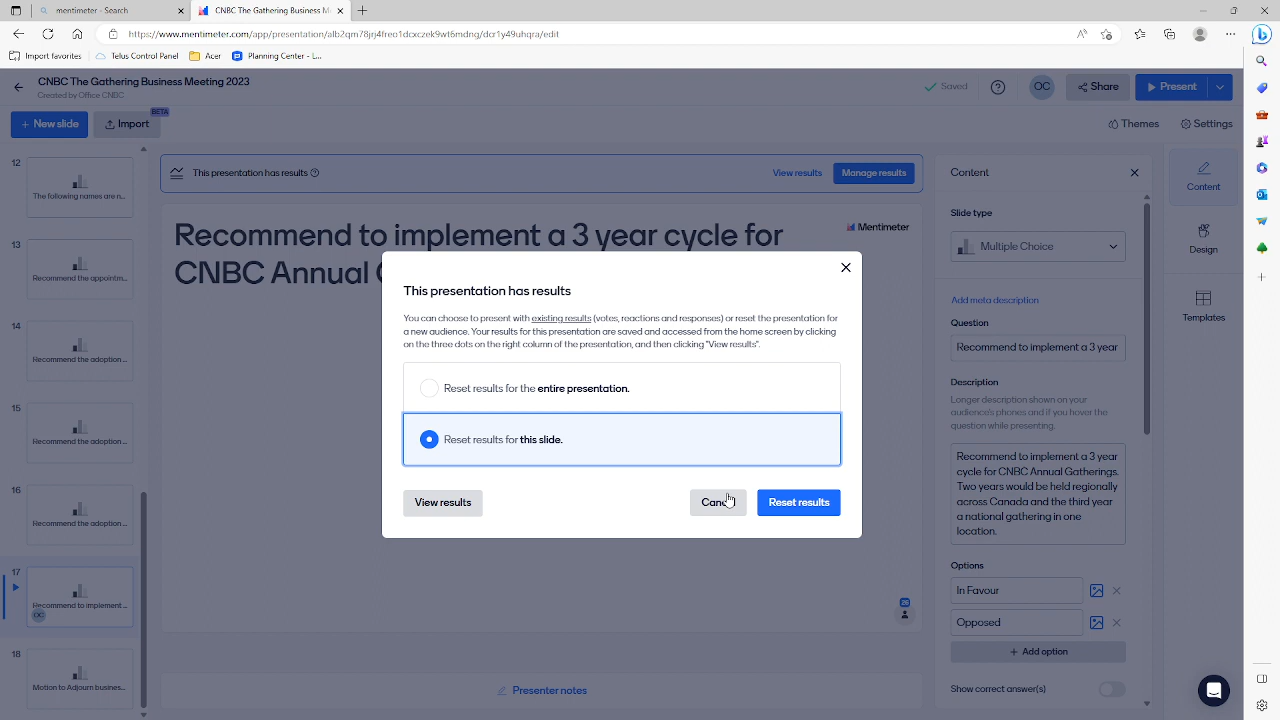 mentimeter - Search
CNBC The Gathering Business M
https://www.mentimeter.com/app/presentation/alb2qm78jrj4freo1dcxczek9wt6mdng/dcr1y49uhqra/edit
Import favorites
Telus Control Panel
Acer
Planning Center - L...
CNBC The Gathering Business Meeting 2023
Created by Office CNBC
Saved
OC
Share
Present
+ New slide
Import
BETA
Themes
Settings
12
The following names are n...
13
Recommend the appointm...
14
Recommend the adoption...
15
Recommend the adoption...
16
Recommend the adoption...
17
Recommend to implement ...
OC
18
Motion to Adjourn busines...
This presentation has results
View results
Manage results
Recommend to implement a 3 year cycle for
CNBC Annual
Mentimeter
This presentation has results
You can choose to present with existing results (votes, reactions and responses) or reset the presentation for
a new audience. Your results for this presentation are saved and accessed from the home screen by clicking
on the three dots on the right column of the presentation, and then clicking "View results".
Reset results for the entire presentation.
Reset results for this slide.
View results
Cancel
Reset results
26
Presenter notes
Content
Slide type
Multiple Choice
Add meta description
Question
Recommend to implement a 3 year
Description
Longer description shown on your
audience's phones and if you hover the
question while presenting.
Recommend to implement a 3 year
cycle for CNBC Annual Gatherings.
Two years would be held regionally
across Canada and the third year
a national gathering in one
location.
Options
In Favour
Opposed
+ Add option
Show correct answer(s)
Content
Design
Templates